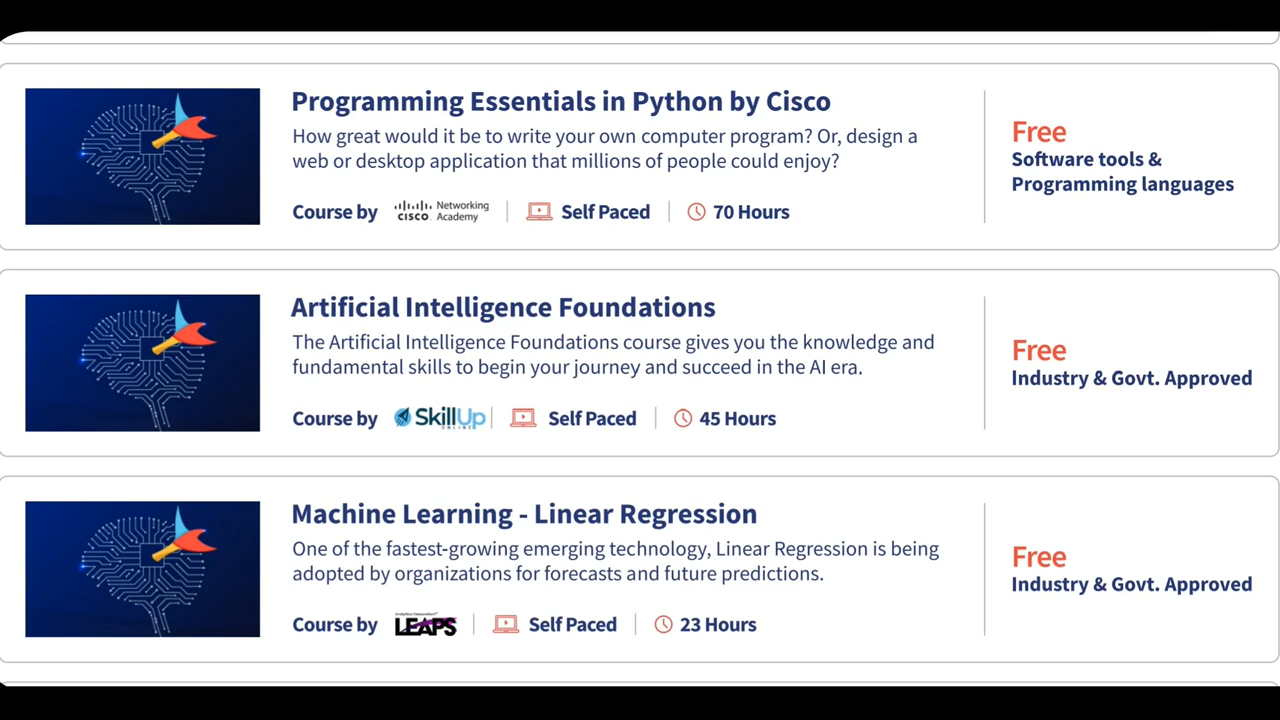 Programming Essentials in Python by Cisco
How great would it be to write your own computer program? Or, design a
web or desktop application that millions of people could enjoy?
Course by CISCO Networking Academy Self Paced 70 Hours
Free
Software tools &
Programming languages
Artificial Intelligence Foundations
The Artificial Intelligence Foundations course gives you the knowledge and
fundamental skills to begin your journey and succeed in the AI era.
Course by SkillUp ONLINE Self Paced 45 Hours
Free
Industry & Govt. Approved
Machine Learning - Linear Regression
One of the fastest-growing emerging technology, Linear Regression is being
adopted by organizations for forecasts and future predictions.
Course by LEAPS Self Paced 23 Hours
Free
Industry & Govt. Approved